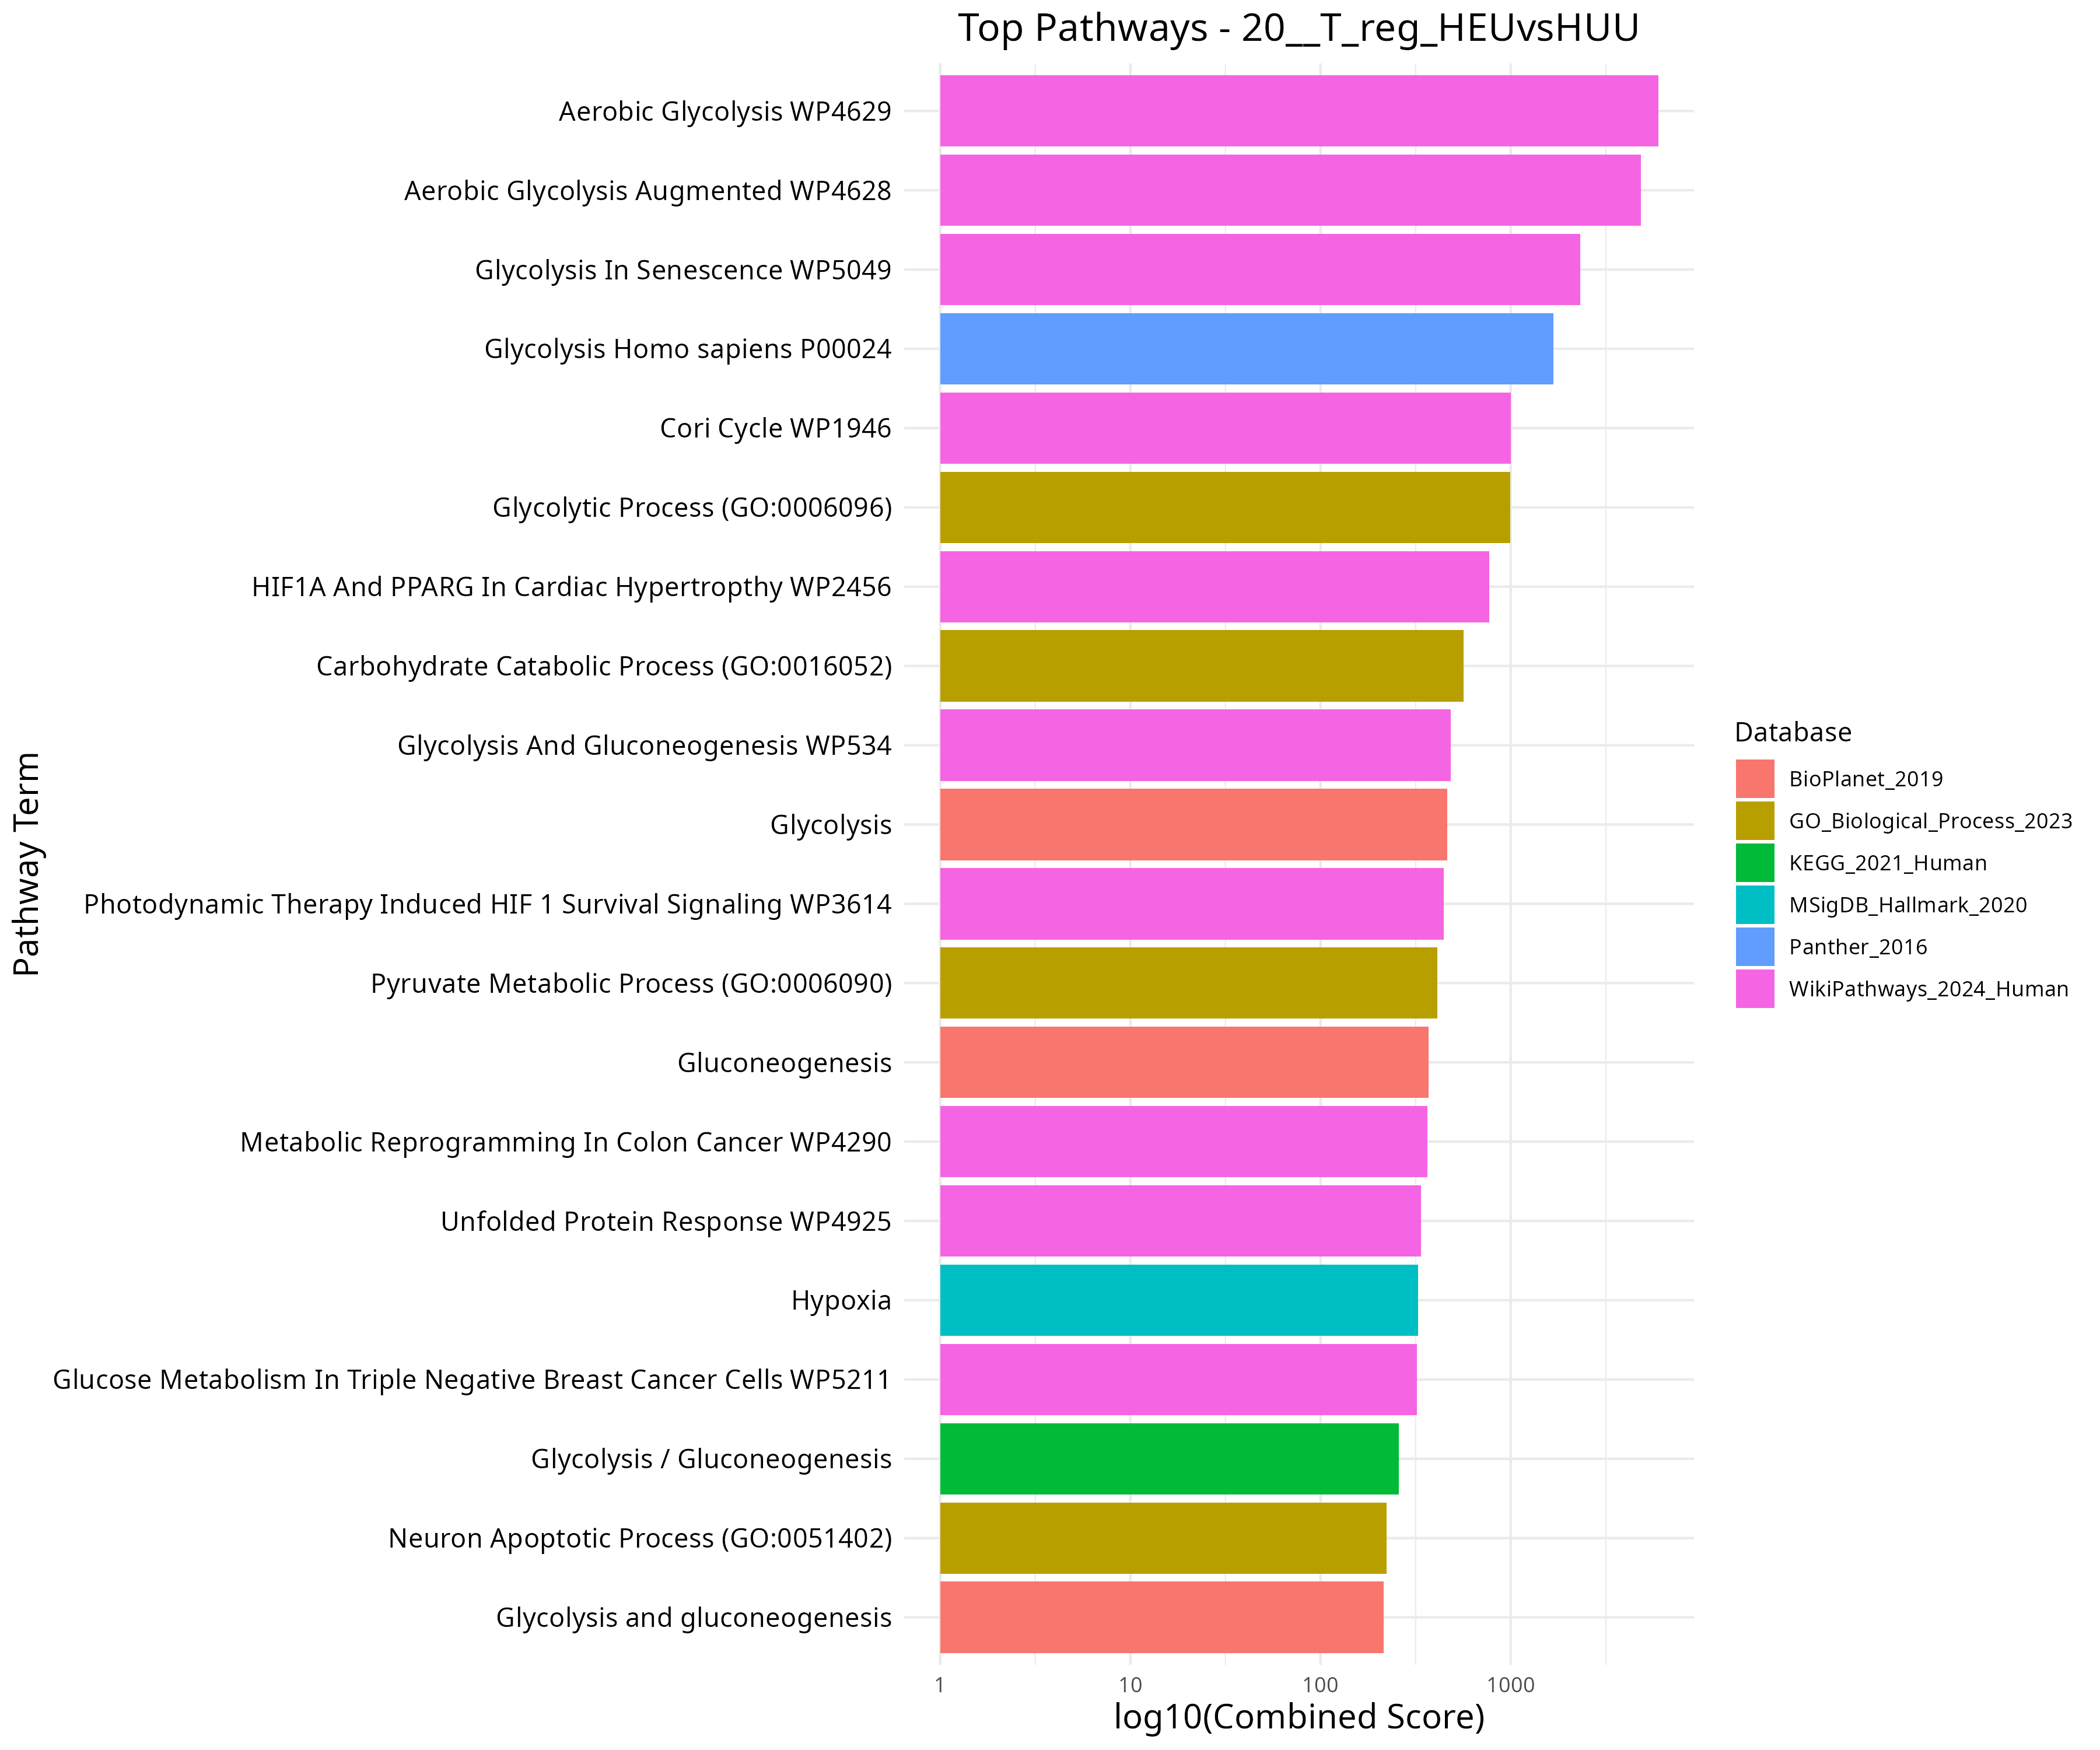 Top Pathways - 20__T_reg_HEUvsHUU
Pathway Term
Aerobic Glycolysis WP4629
Aerobic Glycolysis Augmented WP4628
Glycolysis In Senescence WP5049
Glycolysis Homo sapiens P00024
Cori Cycle WP1946
Glycolytic Process (GO:0006096)
HIF1A And PPARG In Cardiac Hypertropthy WP2456
Carbohydrate Catabolic Process (GO:0016052)
Glycolysis And Gluconeogenesis WP534
Glycolysis
Photodynamic Therapy Induced HIF 1 Survival Signaling WP3614
Pyruvate Metabolic Process (GO:0006090)
Gluconeogenesis
Metabolic Reprogramming In Colon Cancer WP4290
Unfolded Protein Response WP4925
Hypoxia
Glucose Metabolism In Triple Negative Breast Cancer Cells WP5211
Glycolysis / Gluconeogenesis
Neuron Apoptotic Process (GO:0051402)
Glycolysis and gluconeogenesis
1 10 100 1000
log10(Combined Score)
Database
BioPlanet_2019
GO_Biological_Process_2023
KEGG_2021_Human
MSigDB_Hallmark_2020
Panther_2016
WikiPathways_2024_Human